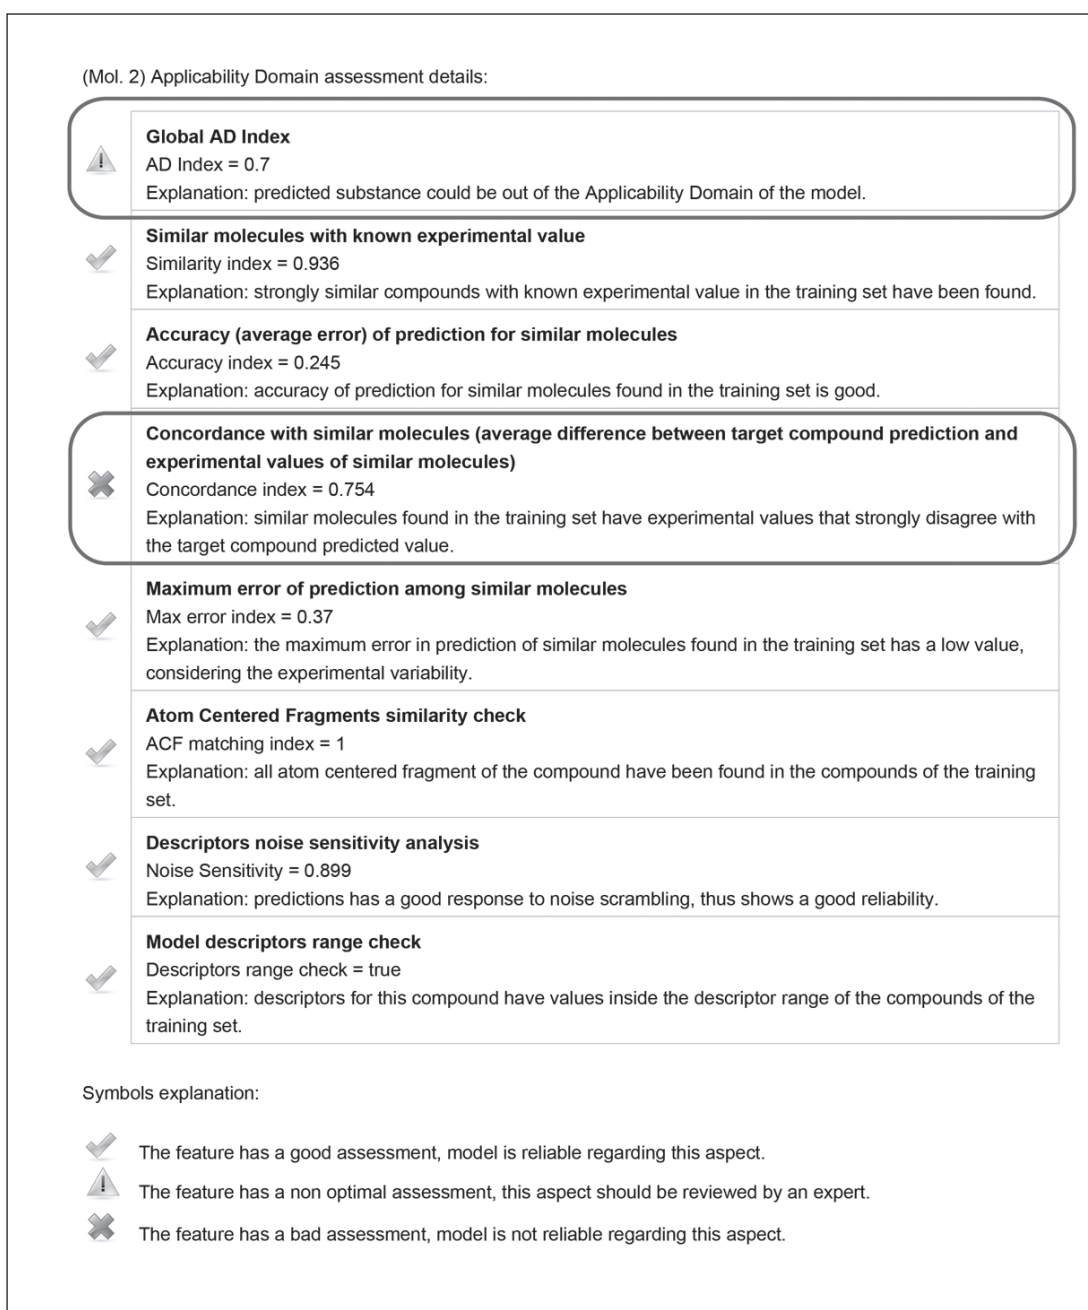 (Mol. 2) Applicability Domain assessment details:
Global AD Index
AD Index = 0.7
Explanation: predicted substance could be out of the Applicability Domain of the model.
Similar molecules with known experimental value
Similarity index = 0.936
Explanation: strongly similar compounds with known experimental value in the training set have been found.
Accuracy (average error) of prediction for similar molecules
Accuracy index = 0.245
Explanation: accuracy of prediction for similar molecules found in the training set is good.
Concordance with similar molecules (average difference between target compound prediction and
experimental values of similar molecules)
Concordance index = 0.754
Explanation: similar molecules found in the training set have experimental values that strongly disagree with
the target compound predicted value.
Maximum error of prediction among similar molecules
Max error index = 0.37
Explanation: the maximum error in prediction of similar molecules found in the training set has a low value,
considering the experimental variability.
Atom Centered Fragments similarity check
ACF matching index = 1
Explanation: all atom centered fragment of the compound have been found in the compounds of the training
set.
Descriptors noise sensitivity analysis
Noise Sensitivity = 0.899
Explanation: predictions has a good response to noise scrambling, thus shows a good reliability.
Model descriptors range check
Descriptors range check = true
Explanation: descriptors for this compound have values inside the descriptor range of the compounds of the
training set.
Symbols explanation:
The feature has a good assessment, model is reliable regarding this aspect.
The feature has a non optimal assessment, this aspect should be reviewed by an expert.
The feature has a bad assessment, model is not reliable regarding this aspect.